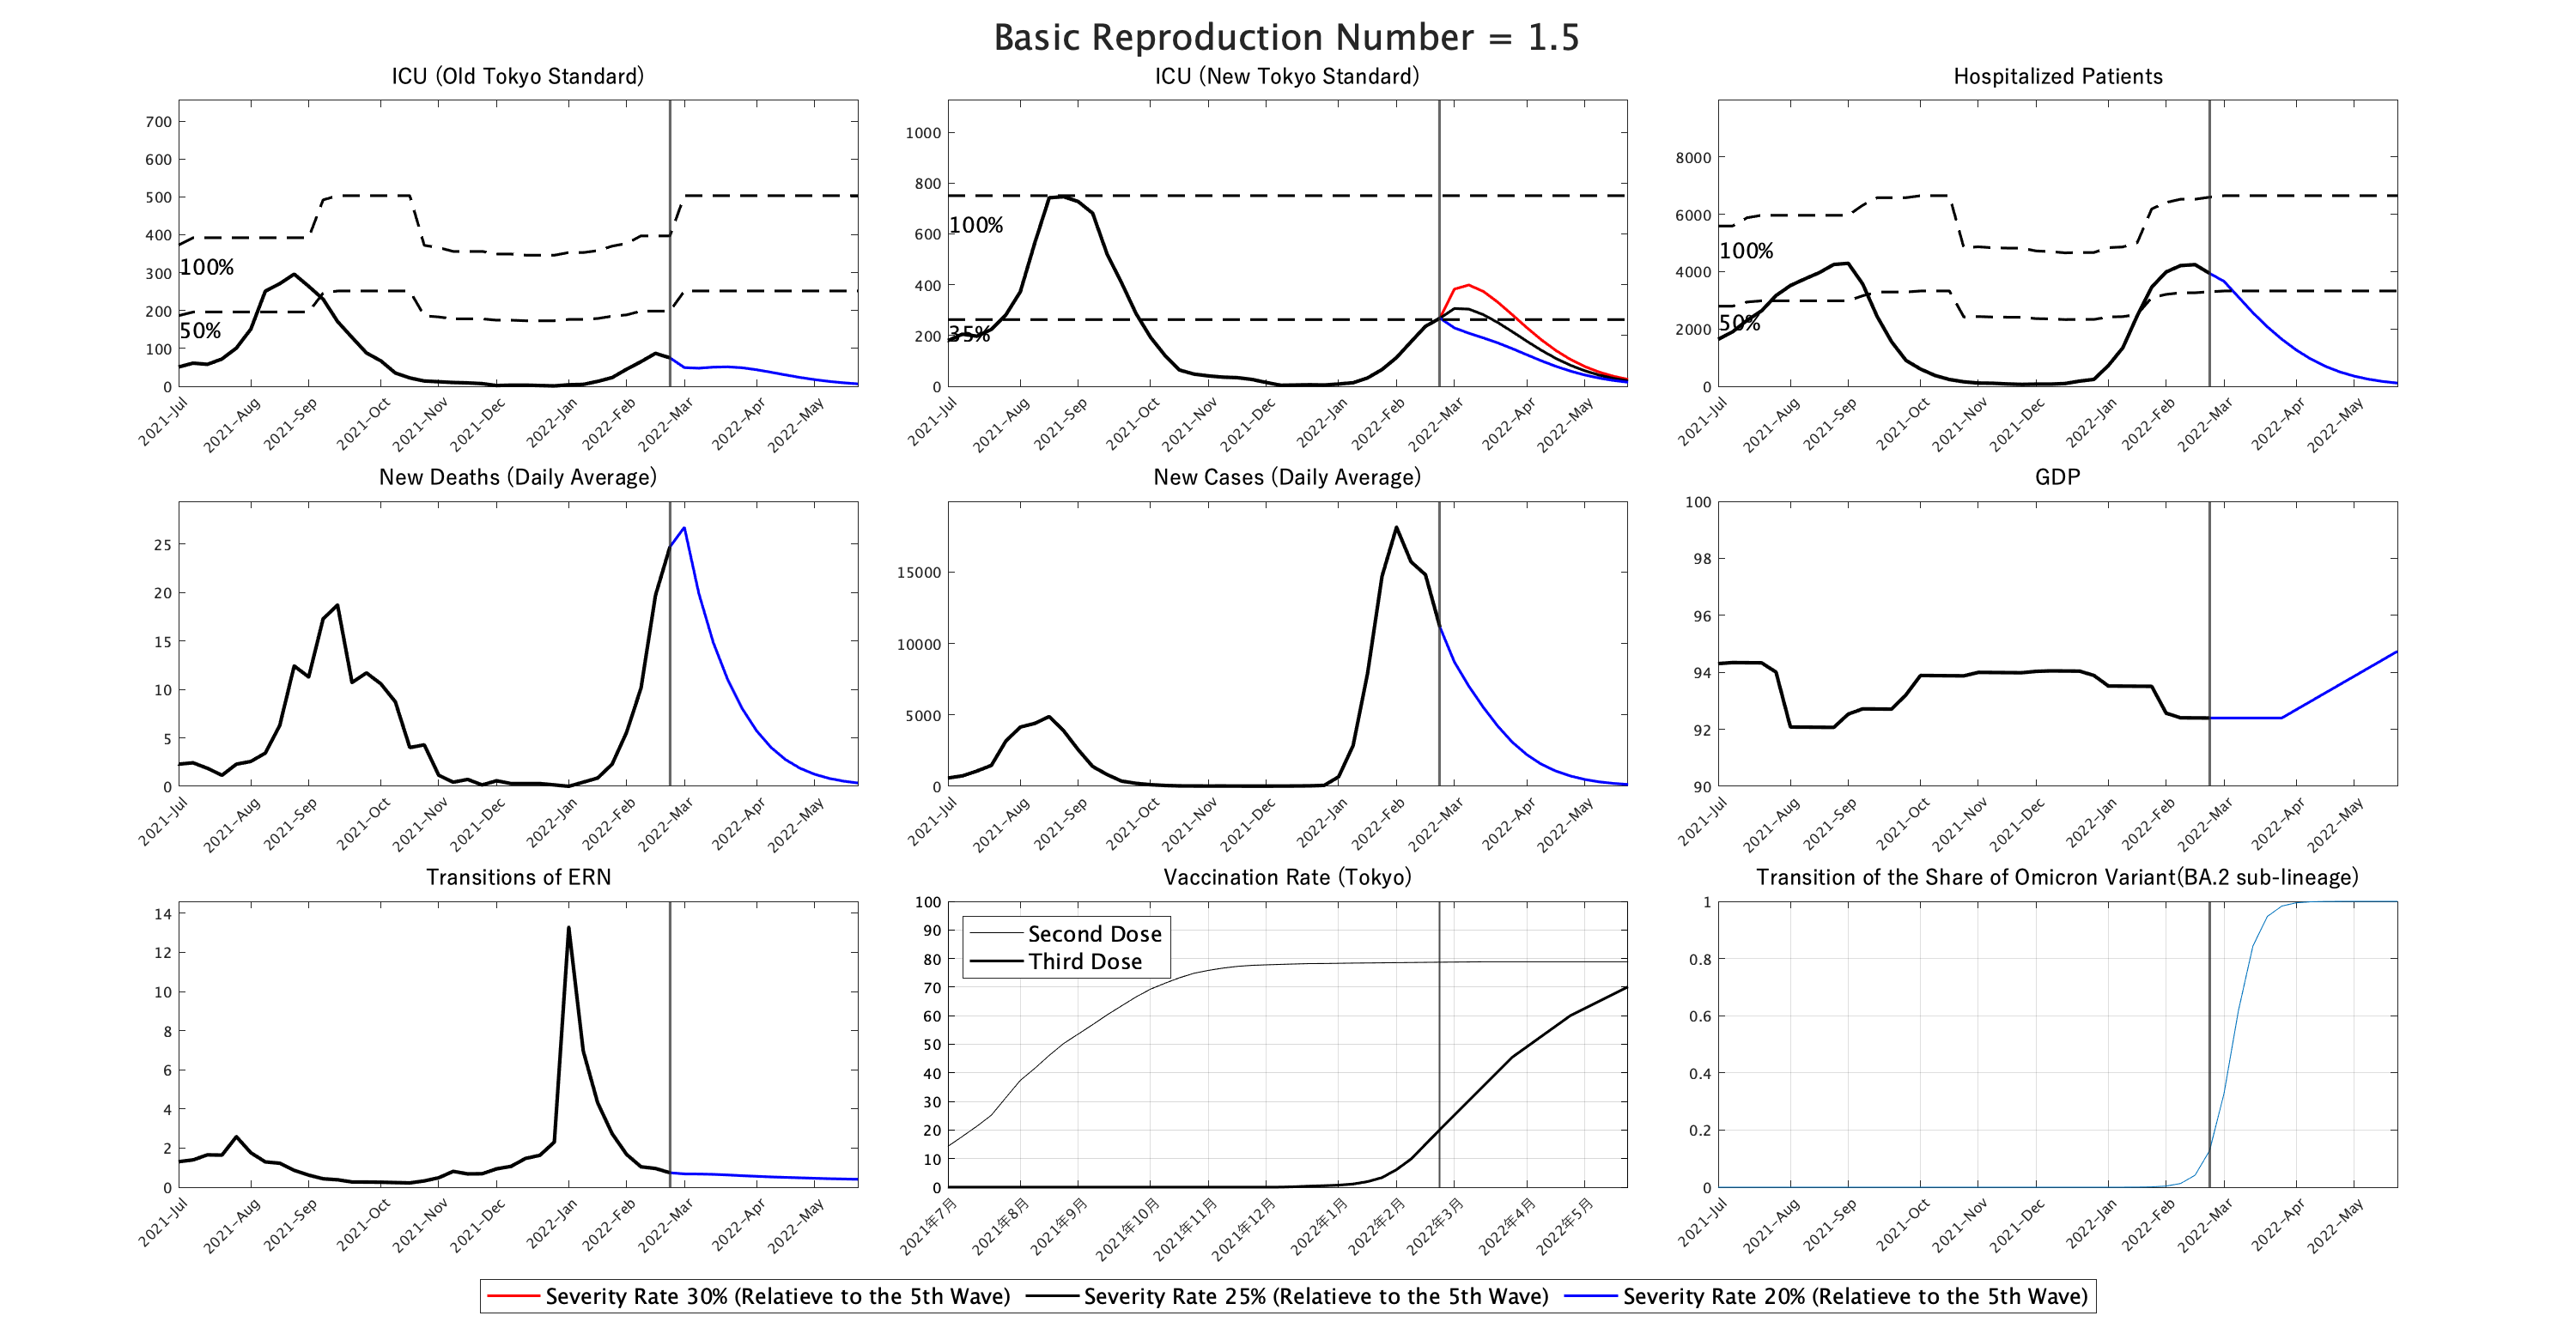 Basic Reproduction Number = 1.5
ICU (Old Tokyo Standard)
700
600
500
400
300
200
100
0
100%
50%
2021-Jul
2021-Aug
2021-Sep
2021-Oct
2021-Nov
2021-Dec
2022-Jan
2022-Feb
2022-Mar
2022-Apr
2022-May
ICU (New Tokyo Standard)
1000
800
600
400
200
0
100%
35%
2021-Jul
2021-Aug
2021-Sep
2021-Oct
2021-Nov
2021-Dec
2022-Jan
2022-Feb
2022-Mar
2022-Apr
2022-May
Hospitalized Patients
8000
6000
4000
2000
0
100%
50%
2021-Jul
2021-Aug
2021-Sep
2021-Oct
2021-Nov
2021-Dec
2022-Jan
2022-Feb
2022-Mar
2022-Apr
2022-May
New Deaths (Daily Average)
25
20
15
10
5
0
2021-Jul
2021-Aug
2021-Sep
2021-Oct
2021-Nov
2021-Dec
2022-Jan
2022-Feb
2022-Mar
2022-Apr
2022-May
New Cases (Daily Average)
15000
10000
5000
0
2021-Jul
2021-Aug
2021-Sep
2021-Oct
2021-Nov
2021-Dec
2022-Jan
2022-Feb
2022-Mar
2022-Apr
2022-May
GDP
100
98
96
94
92
90
2021-Jul
2021-Aug
2021-Sep
2021-Oct
2021-Nov
2021-Dec
2022-Jan
2022-Feb
2022-Mar
2022-Apr
2022-May
Transitions of ERN
14
12
10
8
6
4
2
0
2021-Jul
2021-Aug
2021-Sep
2021-Oct
2021-Nov
2021-Dec
2022-Jan
2022-Feb
2022-Mar
2022-Apr
2022-May
Vaccination Rate (Tokyo)
100
90
80
70
60
50
40
30
20
10
0
Second Dose
Third Dose
2021年7月
2021年8月
2021年9月
2021年10月
2021年11月
2021年12月
2022年1月
2022年2月
2022年3月
2022年4月
2022年5月
Transition of the Share of Omicron Variant(BA.2 sub-lineage)
1
0.8
0.6
0.4
0.2
0
2021-Jul
2021-Aug
2021-Sep
2021-Oct
2021-Nov
2021-Dec
2022-Jan
2022-Feb
2022-Mar
2022-Apr
2022-May
Severity Rate 30% (Relatieve to the 5th Wave)
Severity Rate 25% (Relatieve to the 5th Wave)
Severity Rate 20% (Relatieve to the 5th Wave)